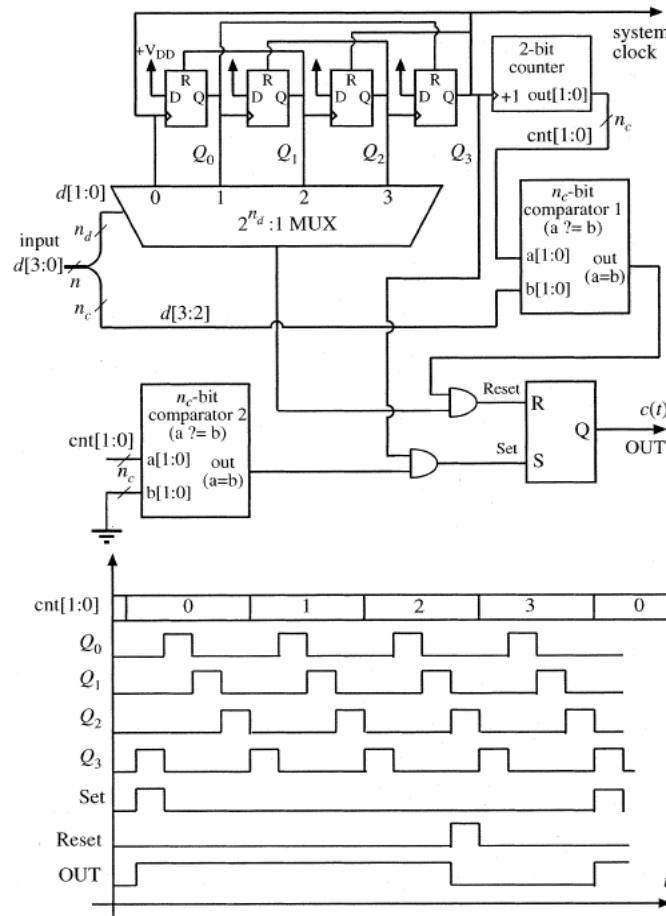 system
clock
+V_DD
R
D Q
R
D Q
R
D Q
R
D Q
2-bit
counter
+1 out[1:0]
n_c
cnt[1:0]
Q_0 Q_1 Q_2 Q_3
0 1 2 3
2^{n_d}:1 MUX
d[1:0]
n_d
input
d[3:0]
n
n_c
d[3:2]
n_c-bit
comparator 1
(a ?= b)
a[1:0]
b[1:0]
out
(a=b)
Reset
R
Q
S
Set
c(t)
OUT
n_c-bit
comparator 2
(a ?= b)
cnt[1:0]
n_c
a[1:0]
b[1:0]
out
(a=b)
cnt[1:0] 0 1 2 3 0
Q_0
Q_1
Q_2
Q_3
Set
Reset
OUT
t